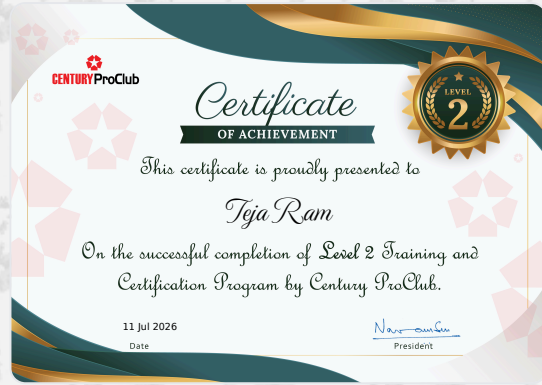 CENTURY ProClub
Certificate
OF ACHIEVEMENT
LEVEL
2
This certificate is proudly presented to
Teja Ram
On the successful completion of Level 2 Training and
Certification Program by Century ProClub.
11 Jul 2026
Date
President